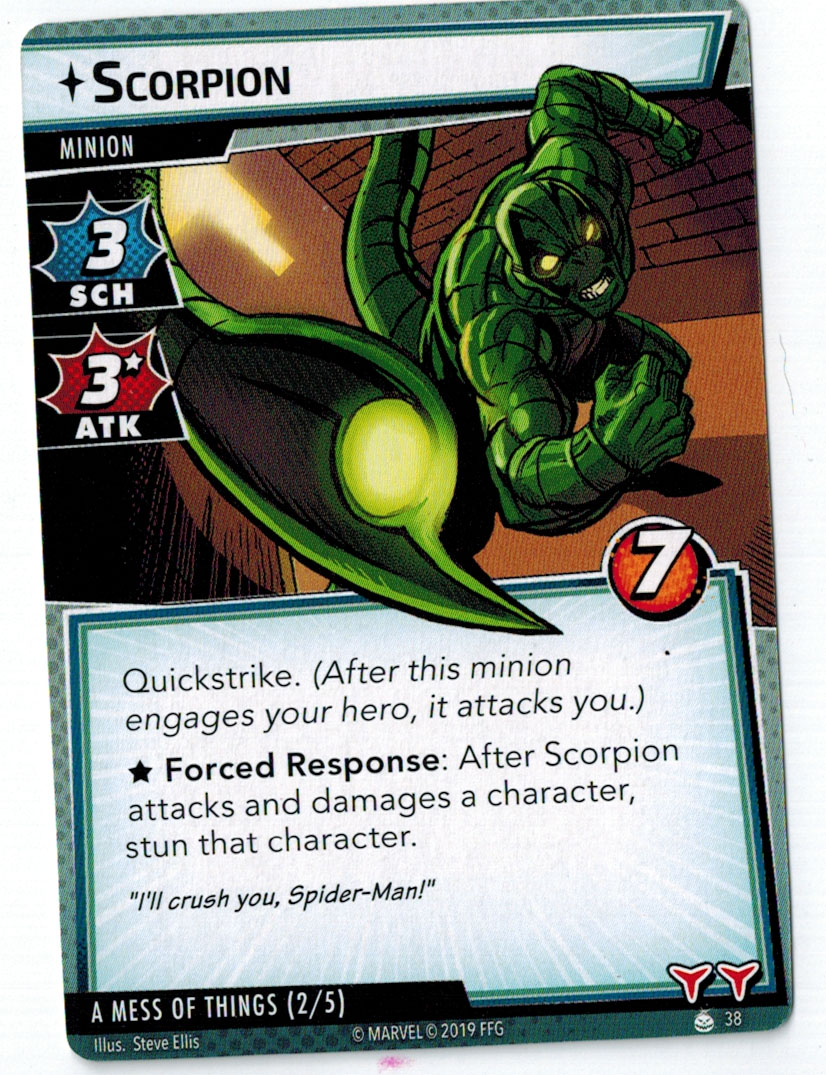 SCORPION
MINION
3
SCH
3
ATK
7
Quickstrike. (After this minion
engages your hero, it attacks you.)
★ Forced Response: After Scorpion
attacks and damages a character,
stun that character.
"I'll crush you, Spider-Man!"
A MESS OF THINGS (2/5)
Illus. Steve Ellis
© MARVEL © 2019 FFG
38